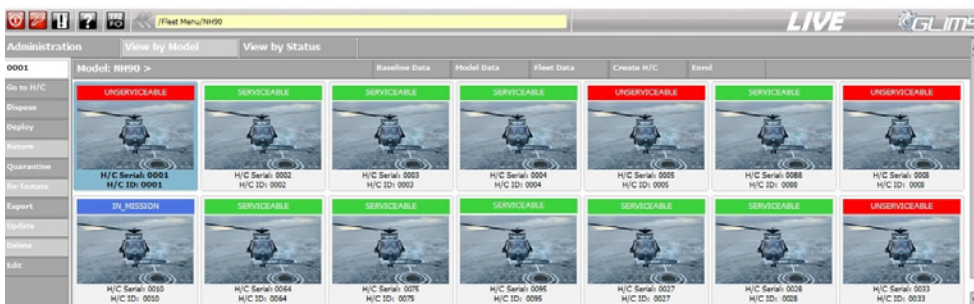 FO
/Fleet Menu/NH90
LIVE
GLIMS
Administration View by Model View by Status
0001 Model: NH90 > Baseline Data Model Data Fleet Data Create H/C Enrol
Go to H/C
Dispose
Deploy
Quarantine
Re-Instate
Export
Update
Delete
Edit
UNSERVICEABLE SERVICEABLE SERVICEABLE SERVICEABLE UNSERVICEABLE SERVICEABLE UNSERVICEABLE
H/C Serial: 0001 H/C Serial: 0002 H/C Serial: 0003 H/C Serial: 0004 H/C Serial: 0005 H/C Serial: 0088 H/C Serial: 0008
H/C ID: 0001 H/C ID: 0002 H/C ID: 0003 H/C ID: 0004 H/C ID: 0005 H/C ID: 0088 H/C ID: 0008
IN_MISSION SERVICEABLE SERVICEABLE SERVICEABLE SERVICEABLE SERVICEABLE UNSERVICEABLE
H/C Serial: 0010 H/C Serial: 0064 H/C Serial: 0075 H/C Serial: 0095 H/C Serial: 0027 H/C Serial: 0028 H/C Serial: 0033
H/C ID: 0010 H/C ID: 0064 H/C ID: 0075 H/C ID: 0095 H/C ID: 0027 H/C ID: 0028 H/C ID: 0033